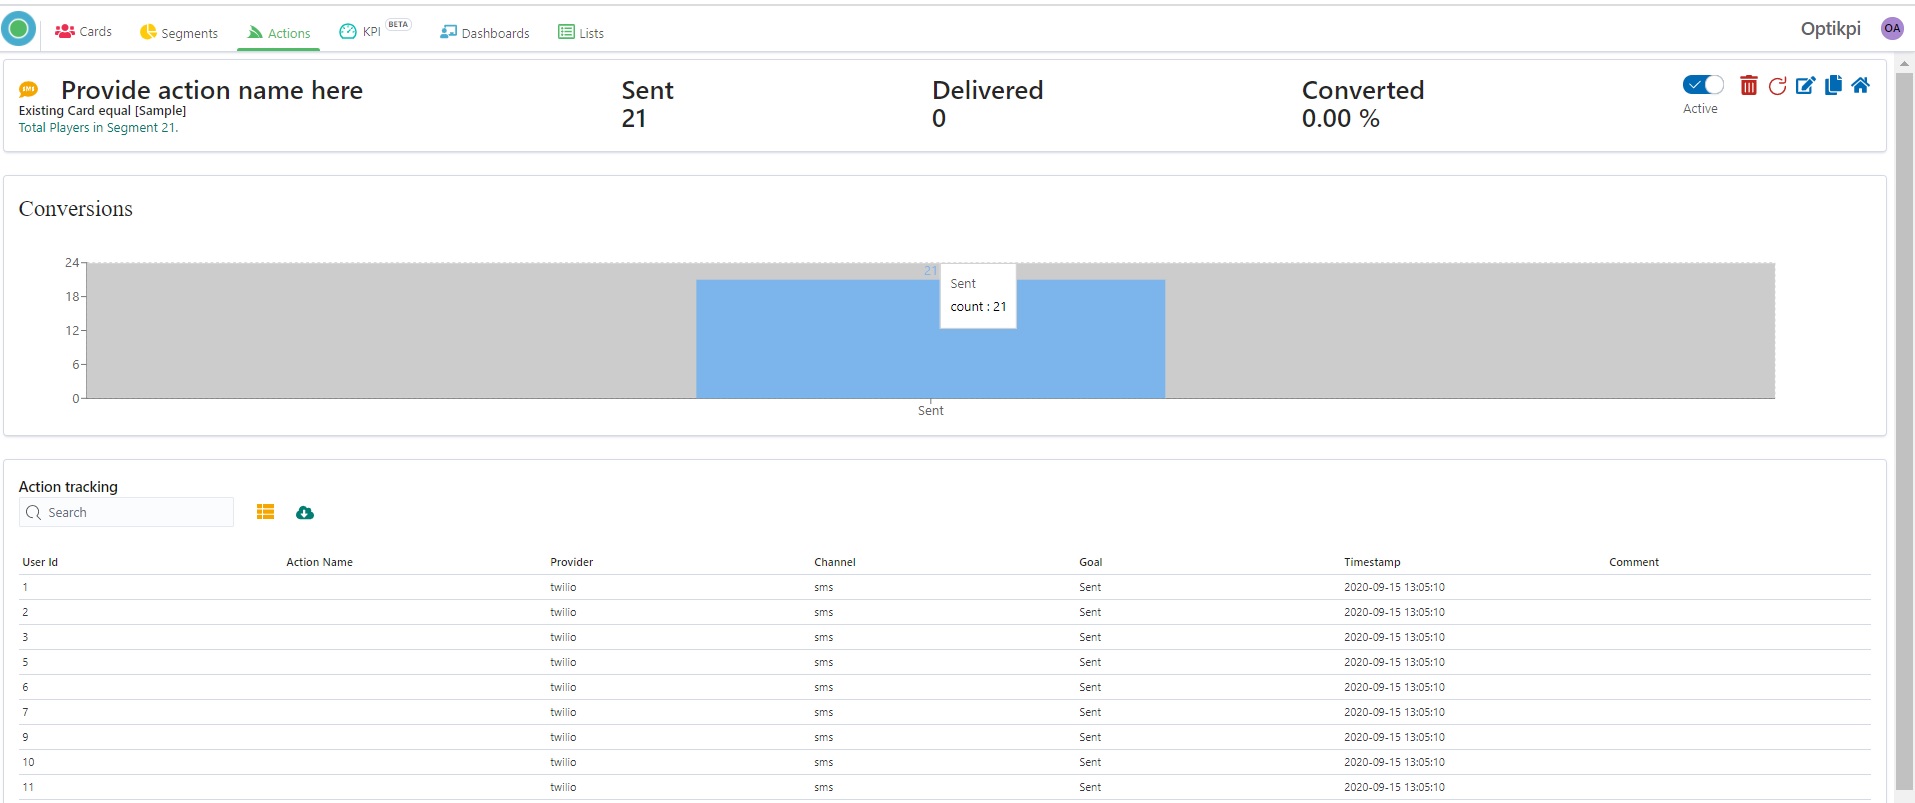 Cards Segments Actions KPI BETA Dashboards Lists Optikpi OA
Provide action name here
Existing Card equal [Sample]
Total Players in Segment 21.
Sent
21
Delivered
0
Converted
0.00 %
Active
Conversions
24
18
12
6
0
21
Sent
count : 21
Sent
Action tracking
Search
User Id Action Name Provider Channel Goal Timestamp Comment
1 twilio sms Sent 2020-09-15 13:05:10
2 twilio sms Sent 2020-09-15 13:05:10
3 twilio sms Sent 2020-09-15 13:05:10
5 twilio sms Sent 2020-09-15 13:05:10
6 twilio sms Sent 2020-09-15 13:05:10
7 twilio sms Sent 2020-09-15 13:05:10
9 twilio sms Sent 2020-09-15 13:05:10
10 twilio sms Sent 2020-09-15 13:05:10
11 twilio sms Sent 2020-09-15 13:05:10